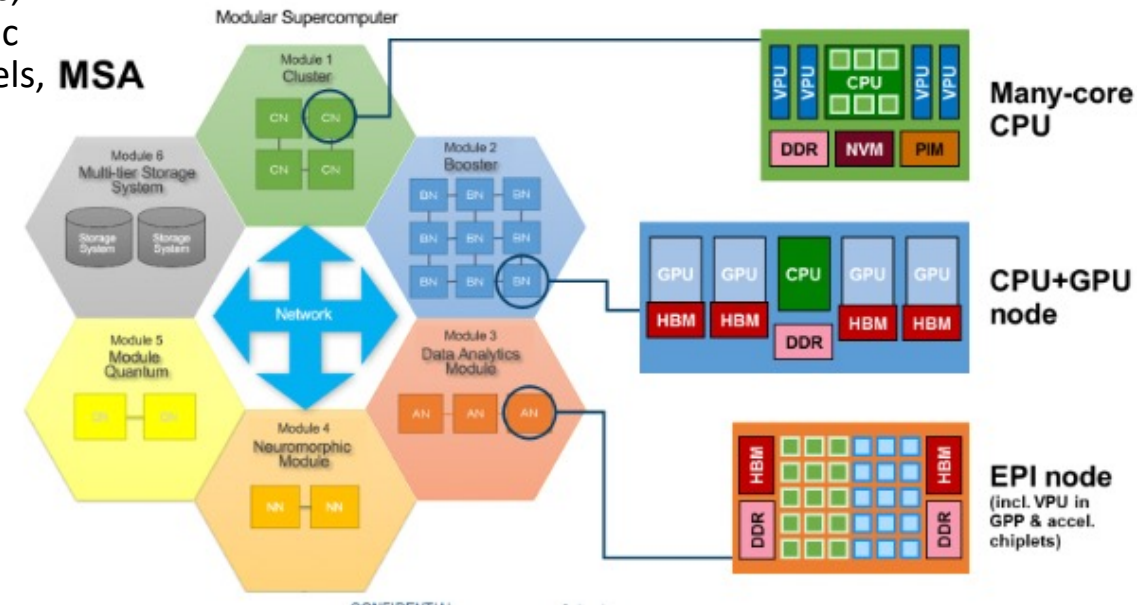 Modular Supercomputer
els, MSA
Module 1
Cluster
CN CN
CN CN
Module 6
Multi-tier Storage
System
Storage
System
Storage
System
Module 2
Booster
BN BN BN
BN BN BN
BN BN BN
Network
Module 5
Module
Quantum
Module 3
Data Analytics
Module
AN AN AN
Module 4
Neuromorphic
Module
NN NN
VPU VPU CPU VPU VPU
DDR NVM PIM
Many-core
CPU
GPU GPU CPU GPU GPU
HBM HBM DDR HBM HBM
CPU+GPU
node
HBM HBM
DDR DDR
EPI node
(incl. VPU in
GPP & accel.
chiplets)